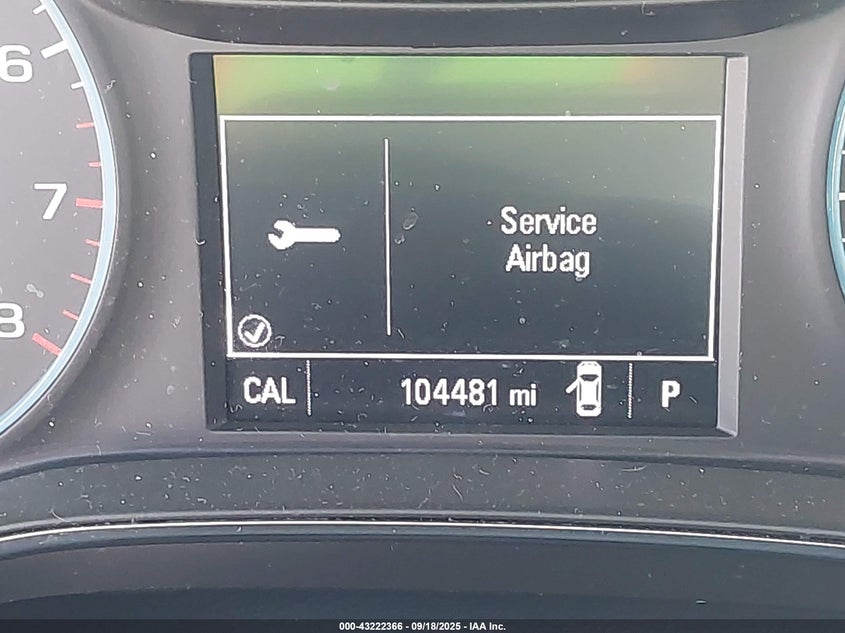 6
7
8
Service
Airbag
CAL 104481 mi P
000-43222366 - 09/18/2025 - IAA Inc.